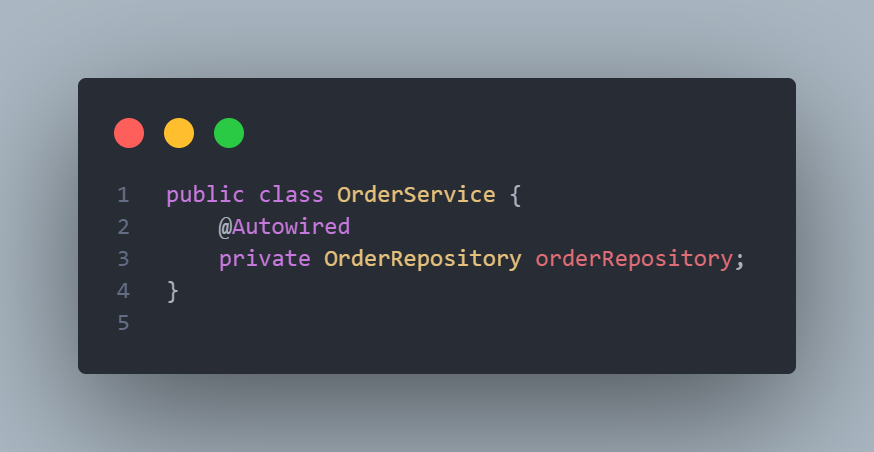 1 public class OrderService {
2     @Autowired
3     private OrderRepository orderRepository;
4 }
5